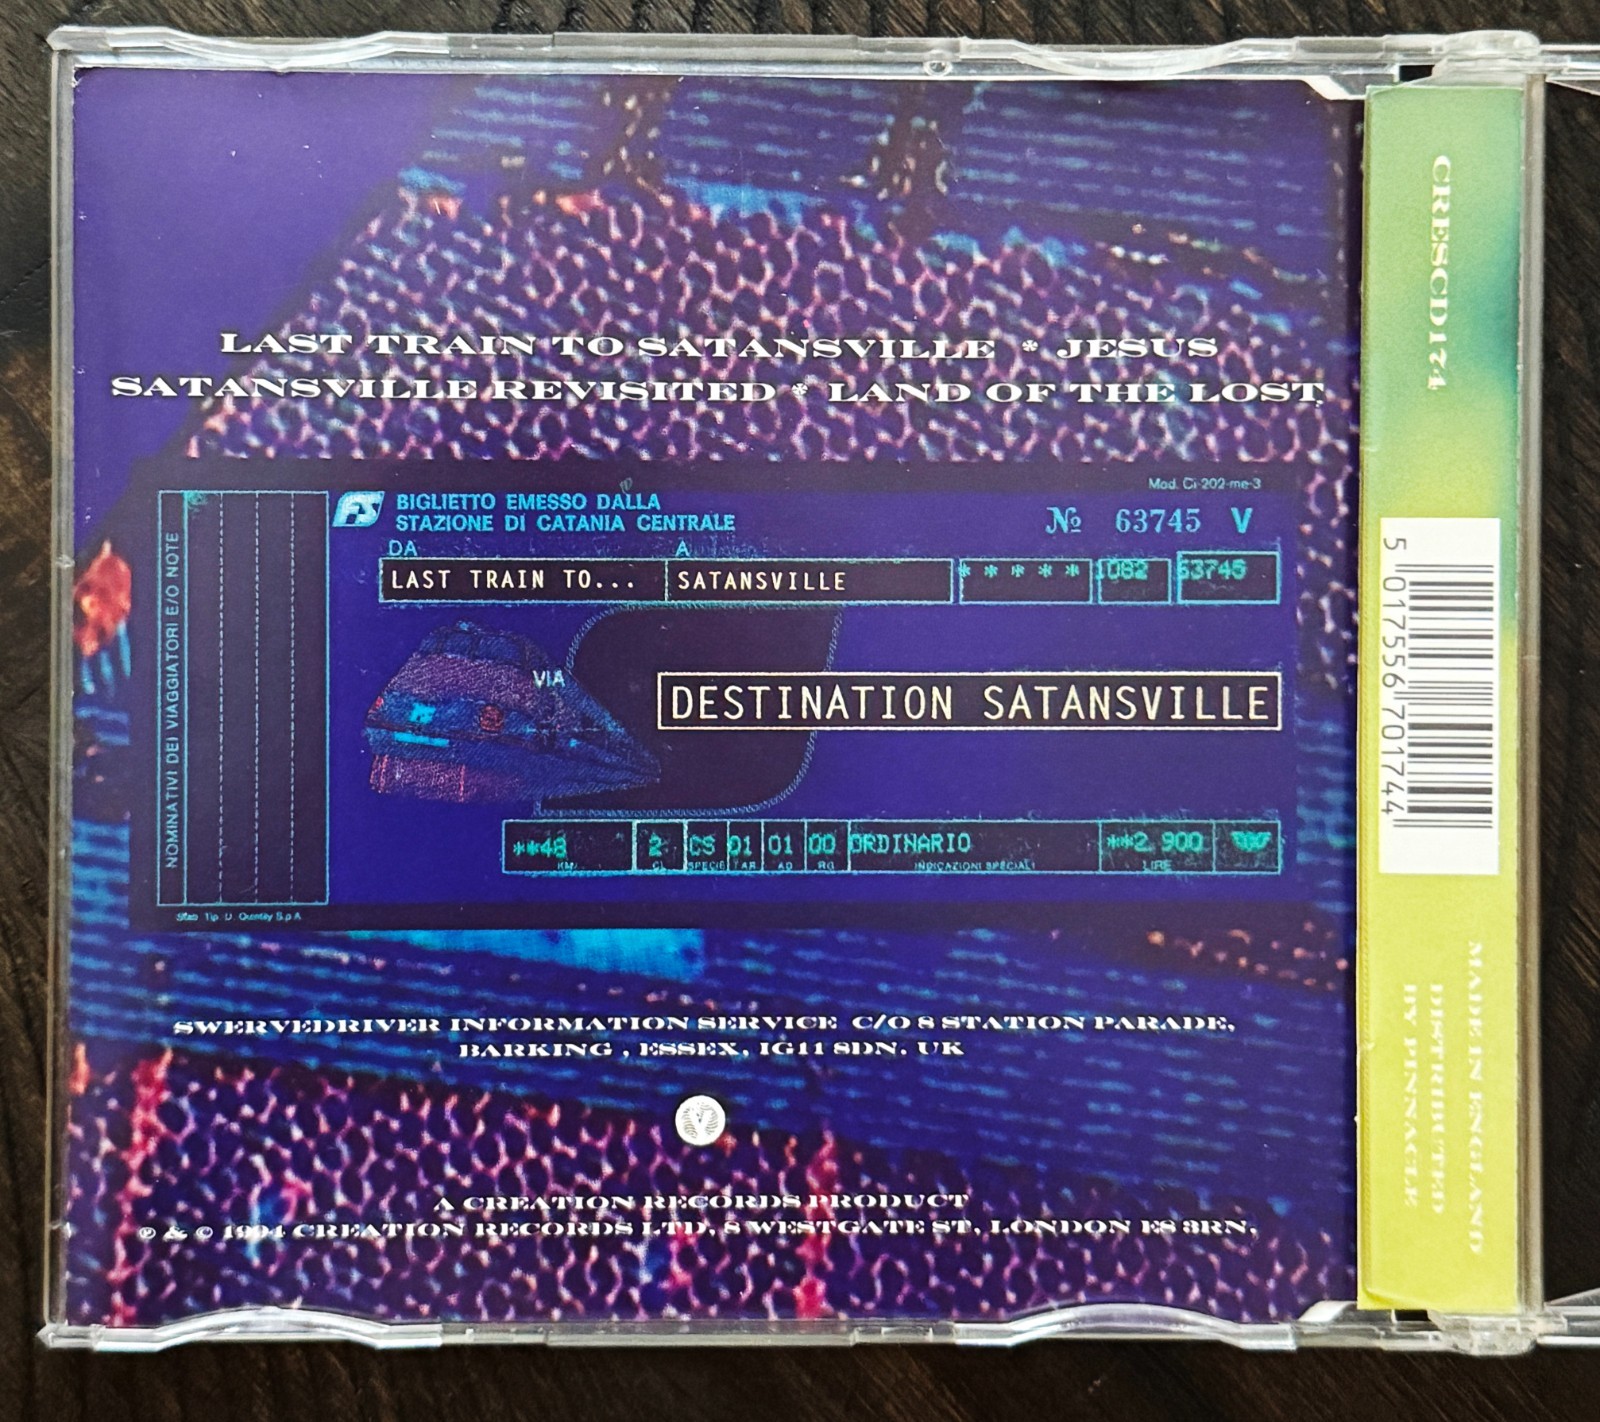 LAST TRAIN TO SATANSVILLE * JESUS
SATANSVILLE REVISITED * LAND OF THE LOST
Mod. Ci-202-me-3
FS BIGLIETTO EMESSO DALLA
STAZIONE DI CATANIA CENTRALE
№ 63745 V
DA A
LAST TRAIN TO... SATANSVILLE * * * * * 1082 63745
VIA
DESTINATION SATANSVILLE
**48 2 CS 01 01 00 ORDINARIO **2.900
KM. CL SPECIE TAR AD RG INDICAZIONI SPECIALI LIRE
NOMINATIVI DEI VIAGGIATORI E/O NOTE
Stab. Tip. U. Quintily S.p.A.
SWERVEDRIVER INFORMATION SERVICE C/O 8 STATION PARADE,
BARKING , ESSEX, IG11 8DN. UK
A CREATION RECORDS PRODUCT
℗ & © 1994 CREATION RECORDS LTD, 8 WESTGATE ST, LONDON E8 3RN,
CRESCD174
5 017556 701744
MADE IN ENGLAND
DISTRIBUTED
BY PINNACLE